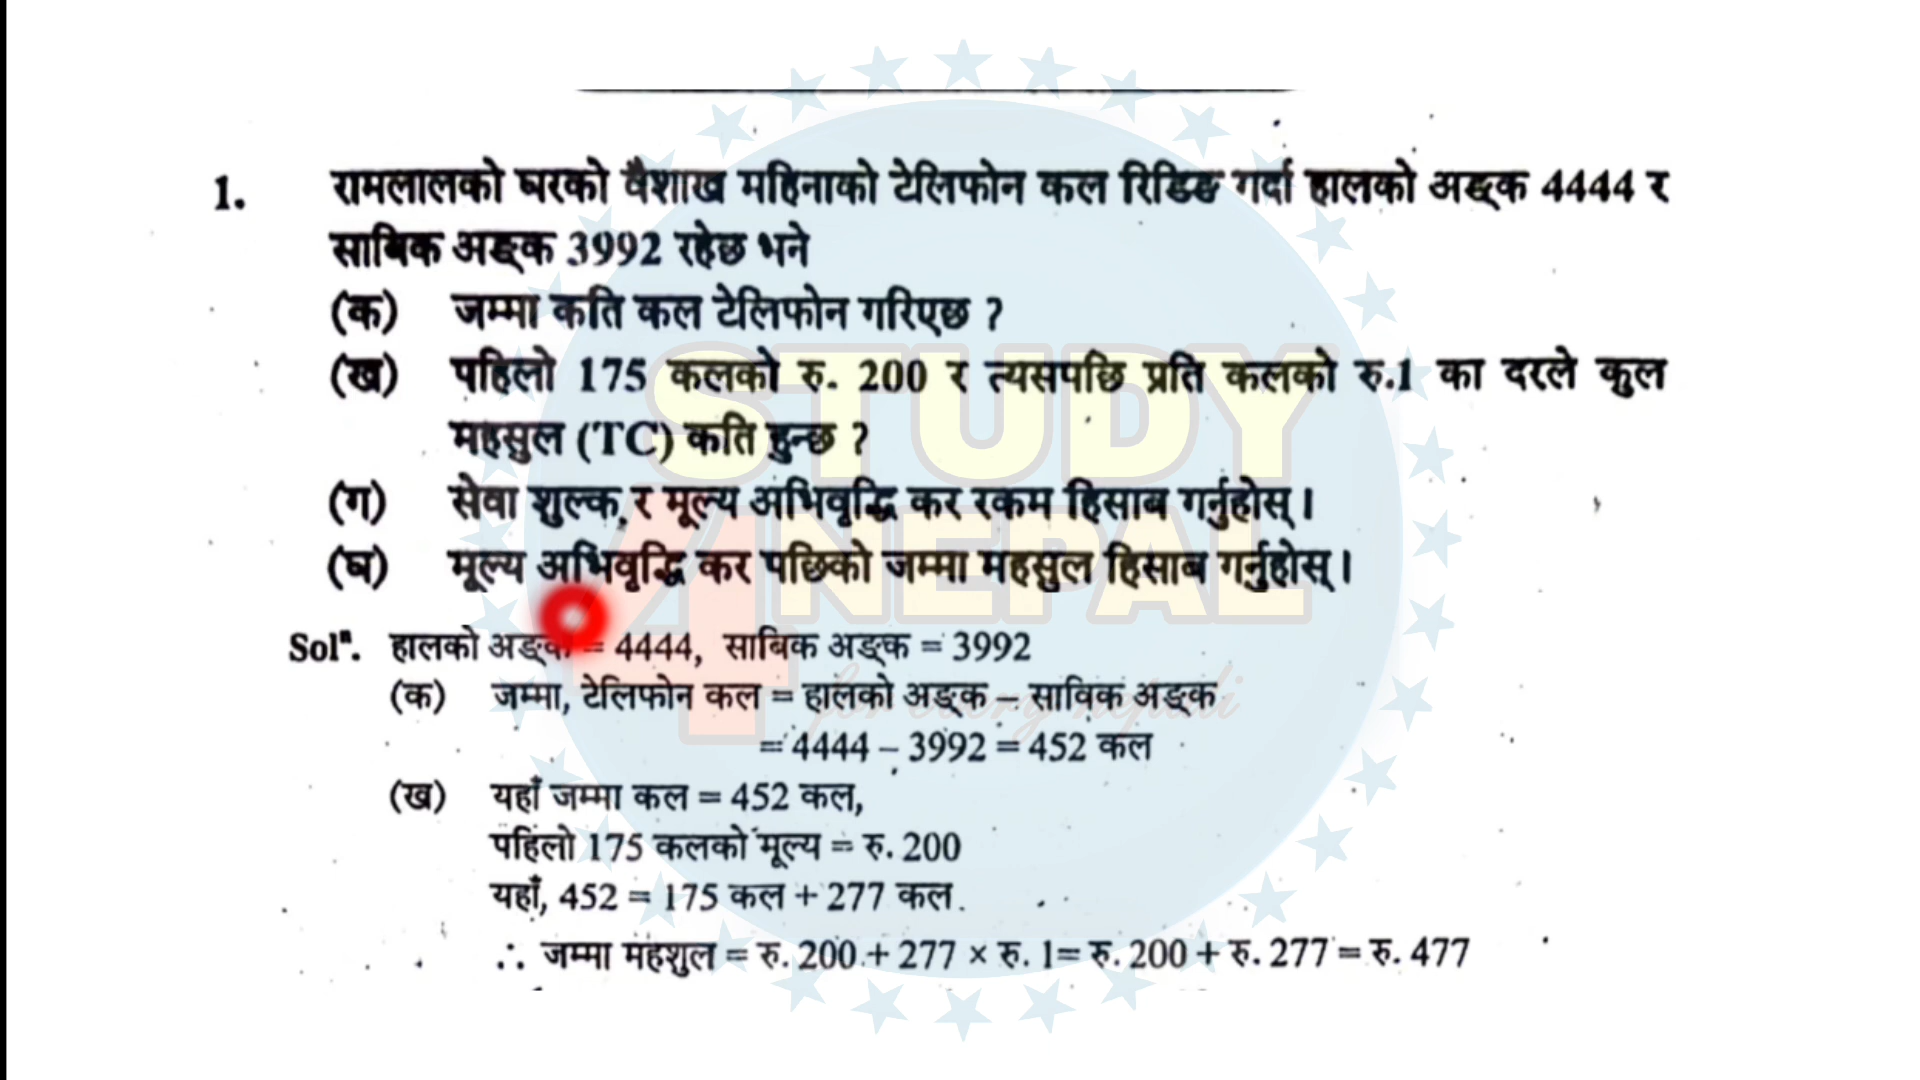 1. रामलालको घरको वैशाख महिनाको टेलिफोन कल रिडिङ गर्दा हालको अङ्क 4444 र
साबिक अङ्क 3992 रहेछ भने
(क) जम्मा कति कल टेलिफोन गरिएछ ?
(ख) पहिलो 175 कलको रु. 200 र त्यसपछि प्रति कलको रु.1 का दरले कुल
महसुल (TC) कति हुन्छ ?
(ग) सेवा शुल्क र मूल्य अभिवृद्धि कर रकम हिसाब गर्नुहोस् ।
(घ) मूल्य अभिवृद्धि कर पछिको जम्मा महसुल हिसाब गर्नुहोस् ।
STUDY
4 NEPAL
for every nepali
Solⁿ. हालको अङ्क = 4444, साबिक अङ्क = 3992
(क) जम्मा, टेलिफोन कल = हालको अङ्क – साविक अङ्क
= 4444 – 3992 = 452 कल
(ख) यहाँ जम्मा कल = 452 कल,
पहिलो 175 कलको मूल्य = रु. 200
यहाँ, 452 = 175 कल + 277 कल.
∴ जम्मा महशुल = रु. 200 + 277 × रु. 1= रु. 200 + रु. 277 = रु. 477